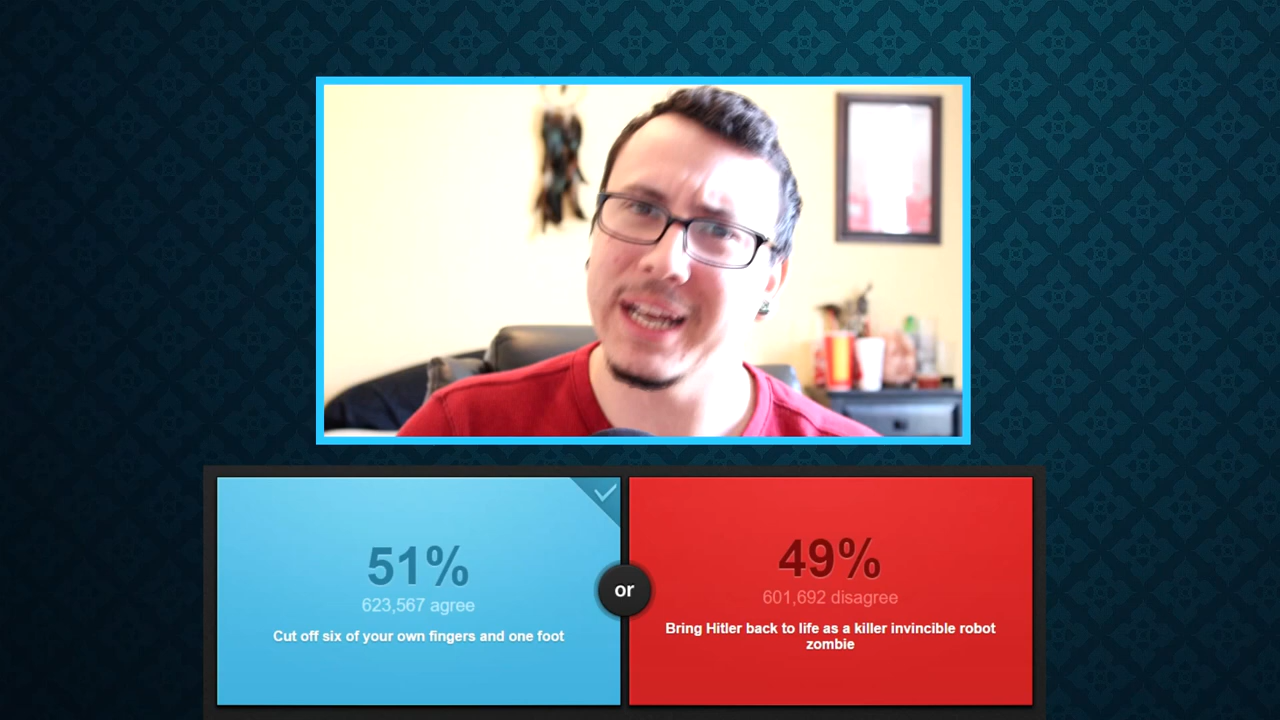 51%
623,567 agree
Cut off six of your own fingers and one foot
or
49%
601,692 disagree
Bring Hitler back to life as a killer invincible robot
zombie